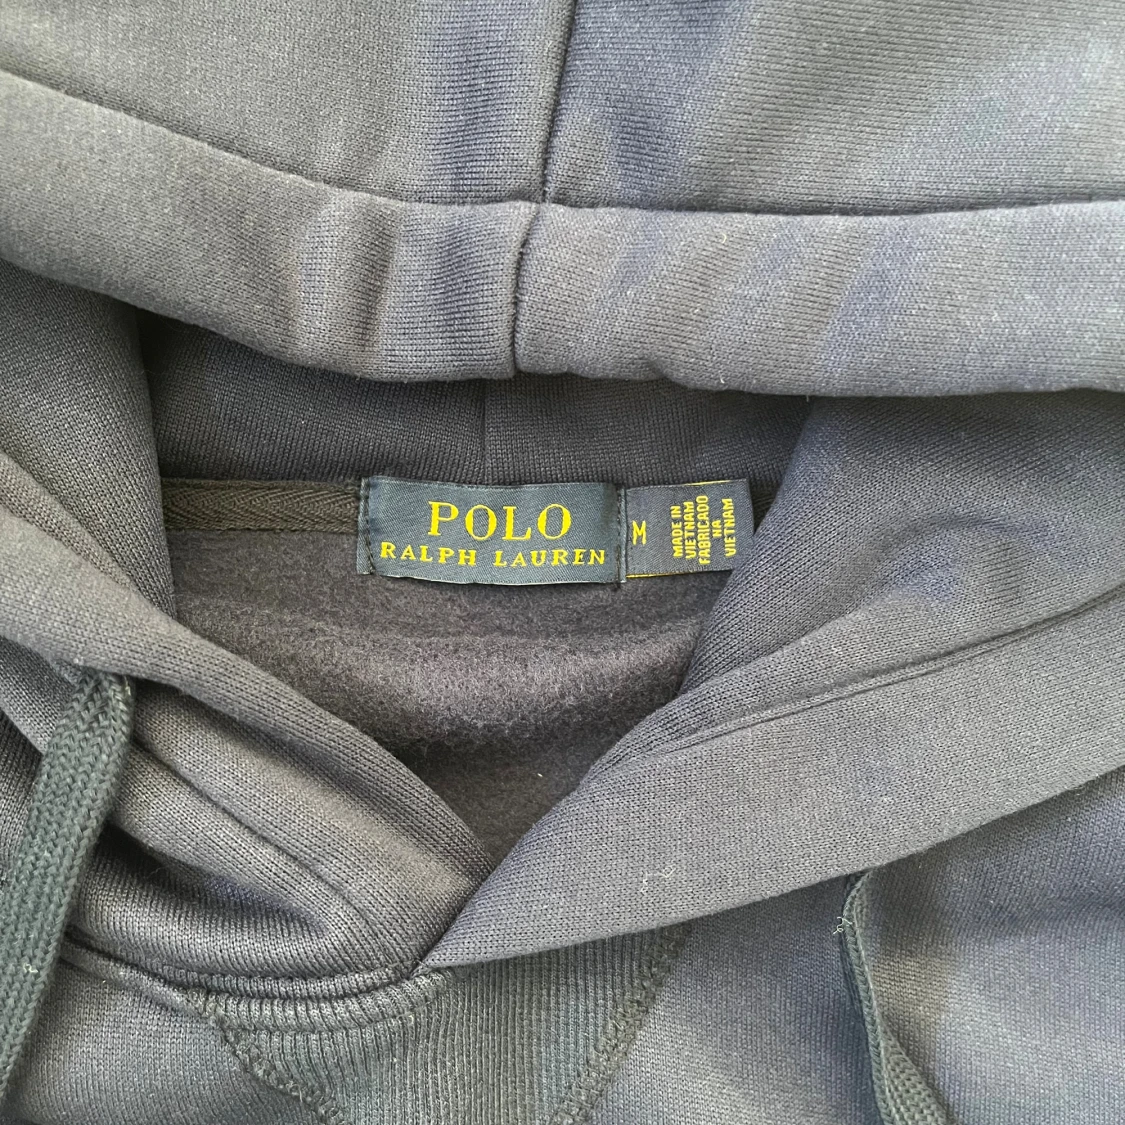 POLO
RALPH LAUREN
M
MADE IN
VIETNAM
FABRICADO
NA
VIETNAM